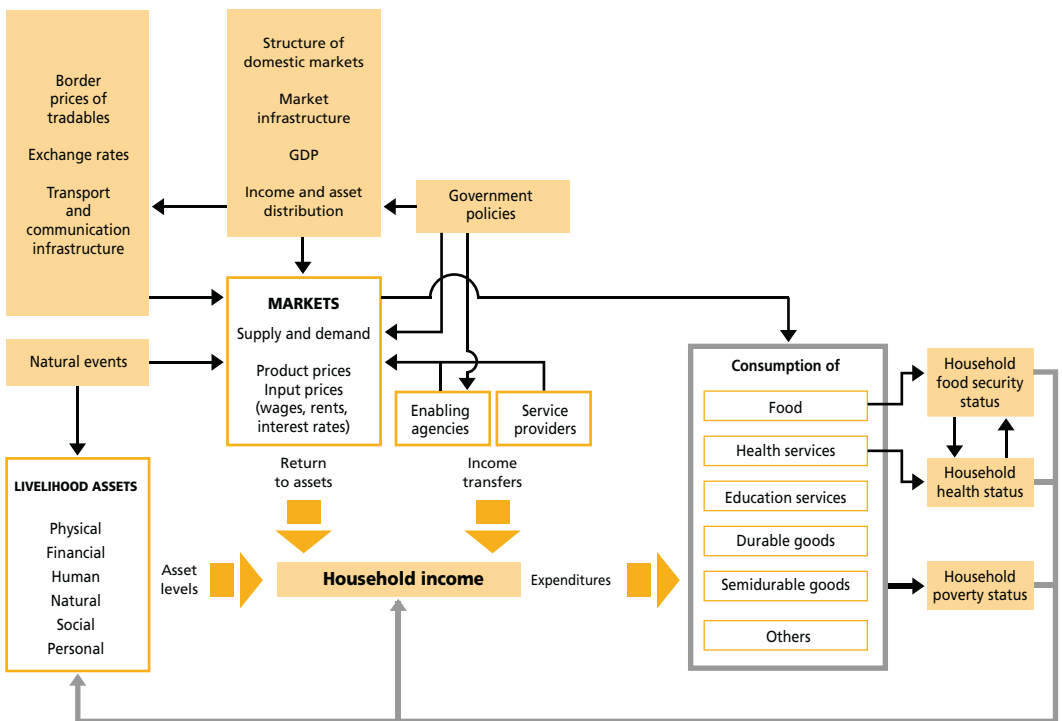 Border
prices of
tradables
Exchange rates
Transport
and
communication
infrastructure
Structure of
domestic markets
Market
infrastructure
GDP
Income and asset
distribution
Government
policies
Natural events
MARKETS
Supply and demand
Product prices
Input prices
(wages, rents,
interest rates)
Enabling
agencies
Service
providers
LIVELIHOOD ASSETS
Physical
Financial
Human
Natural
Social
Personal
Return
to assets
Income
transfers
Asset
levels
Household income
Expenditures
Consumption of
Food
Health services
Education services
Durable goods
Semidurable goods
Others
Household
food security
status
Household
health status
Household
poverty status